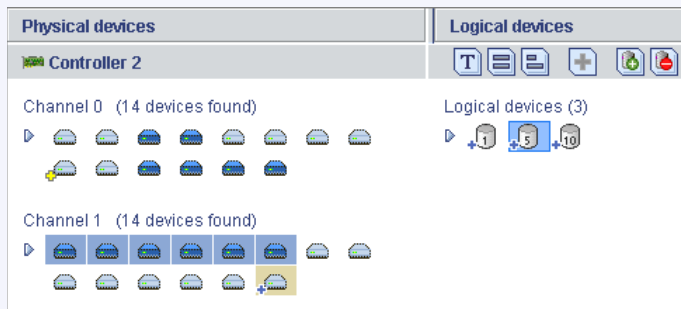 Physical devices
Logical devices
Controller 2
T
Channel 0 (14 devices found)
Logical devices (3)
1
5
10
Channel 1 (14 devices found)